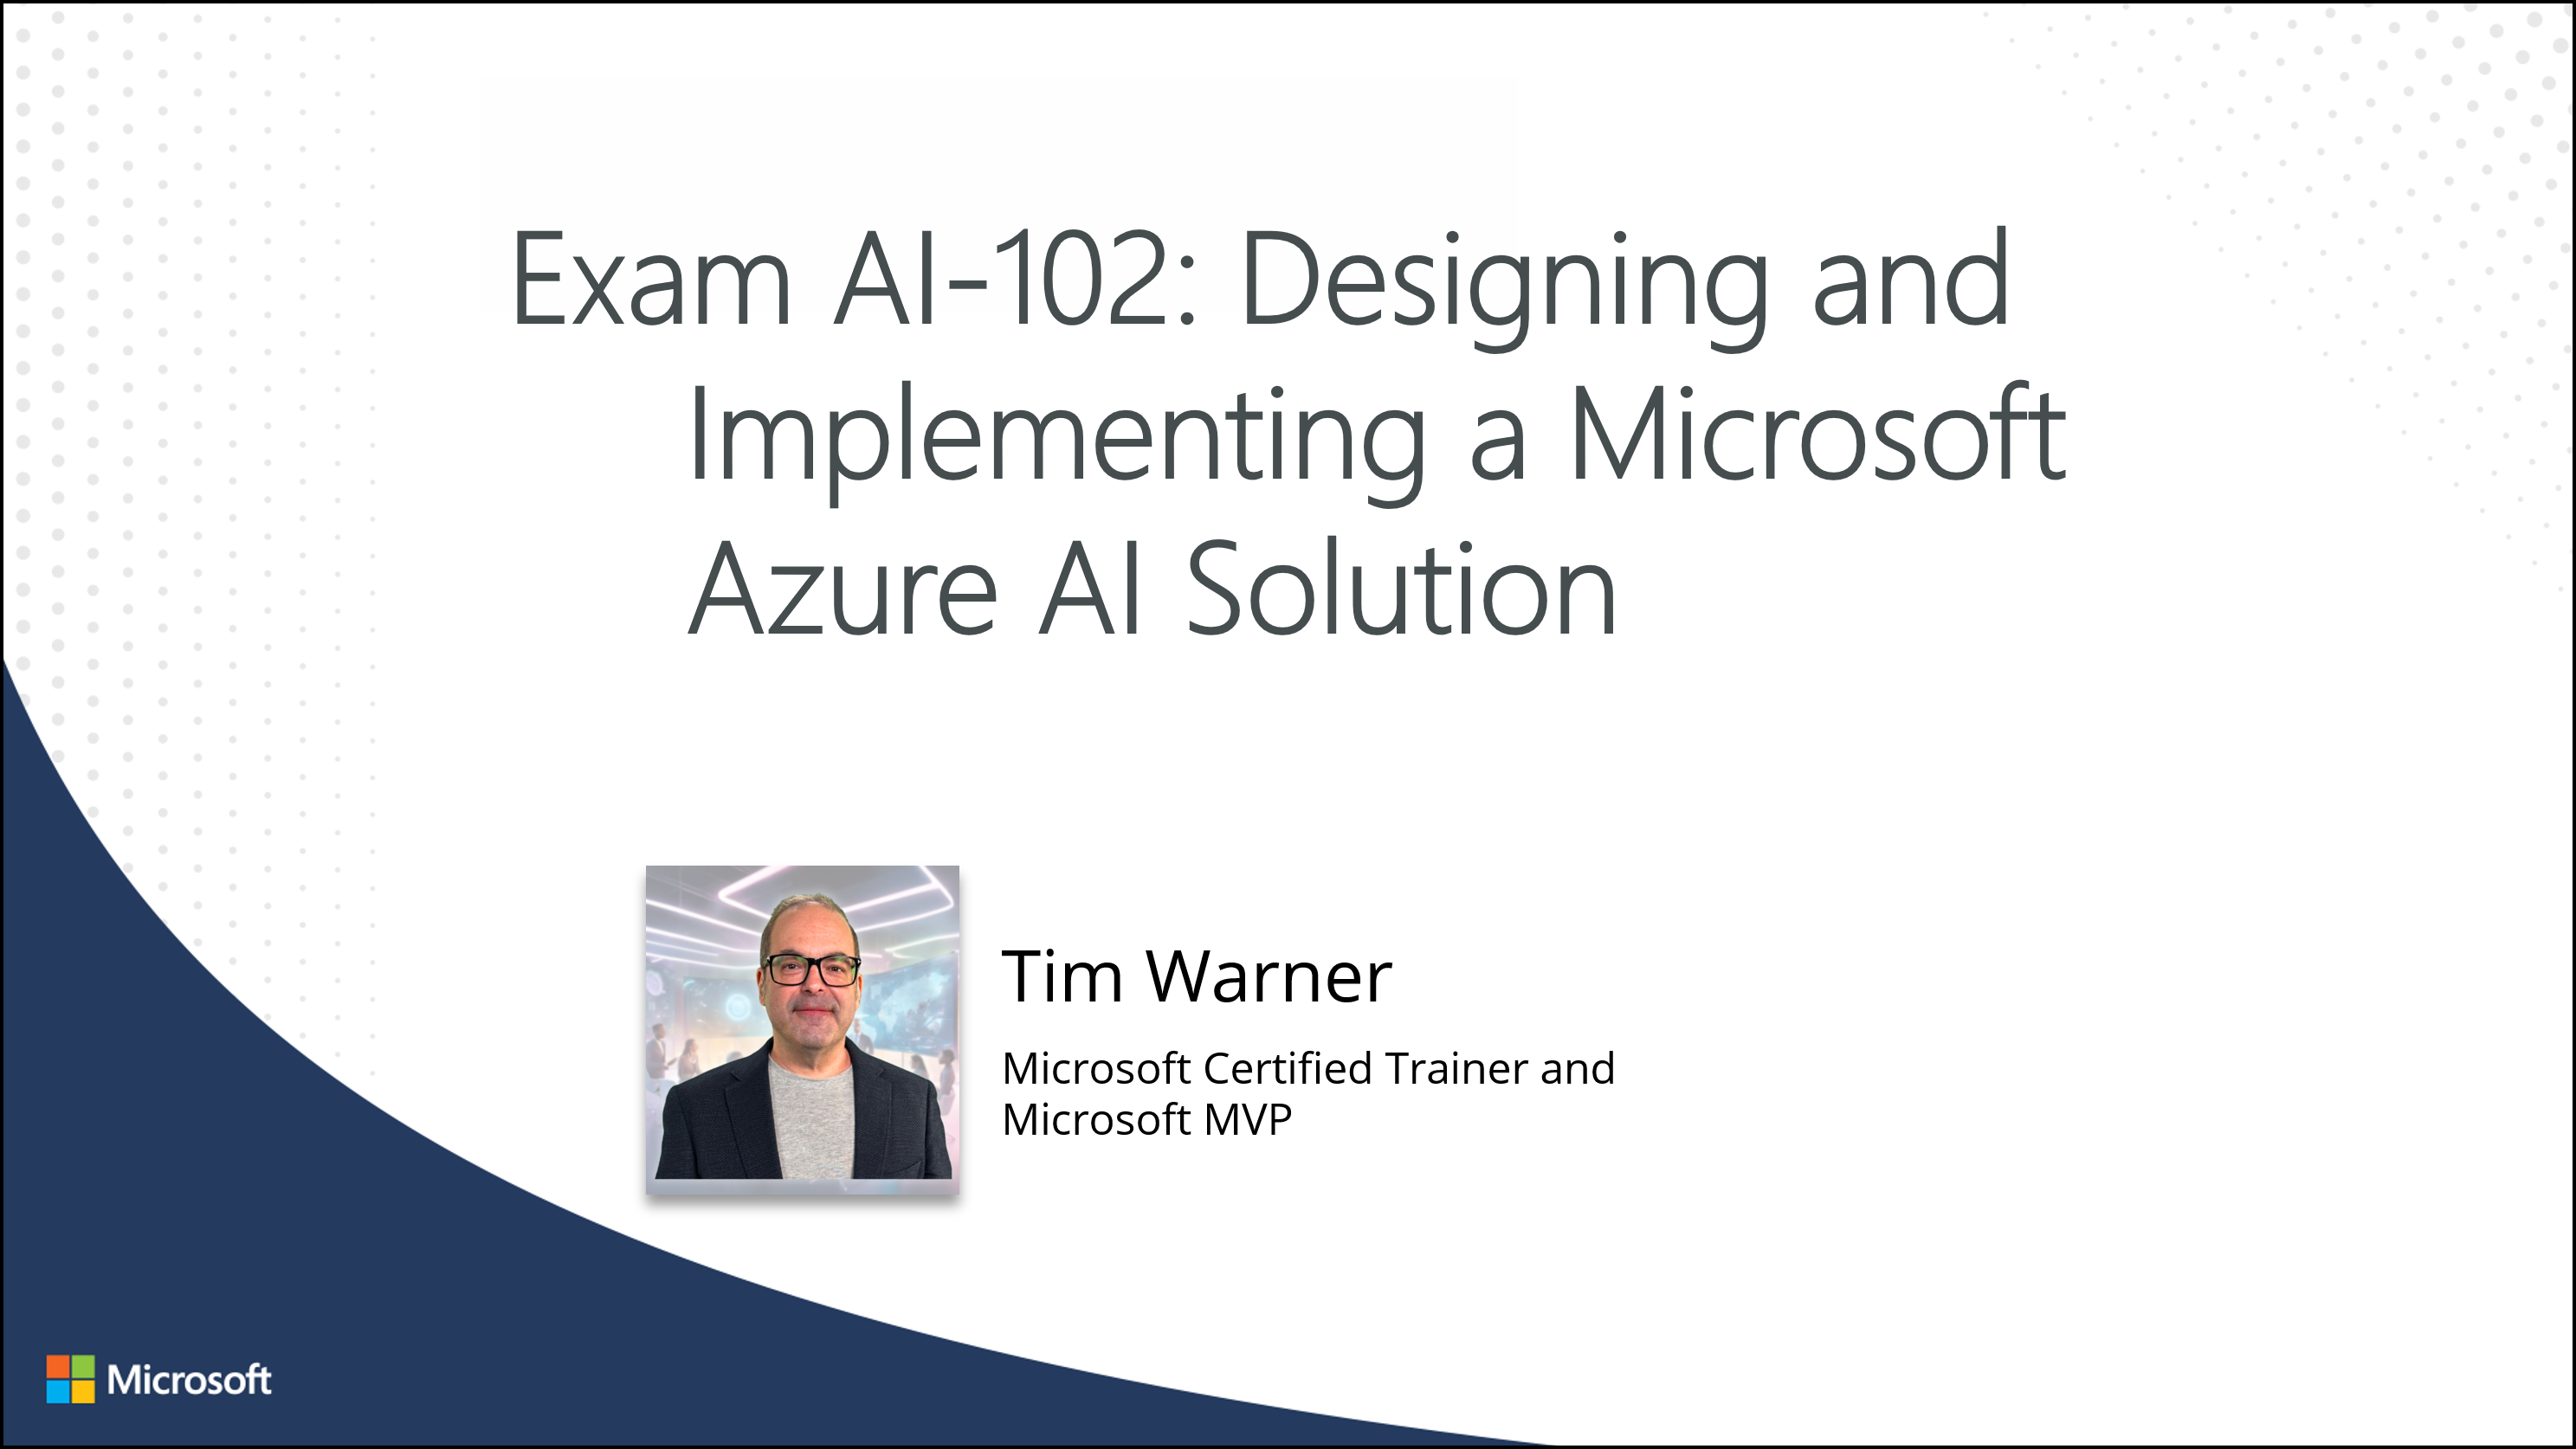 Exam AI-102: Designing and
Implementing a Microsoft
Azure AI Solution
Tim Warner
Microsoft Certified Trainer and
Microsoft MVP
Microsoft